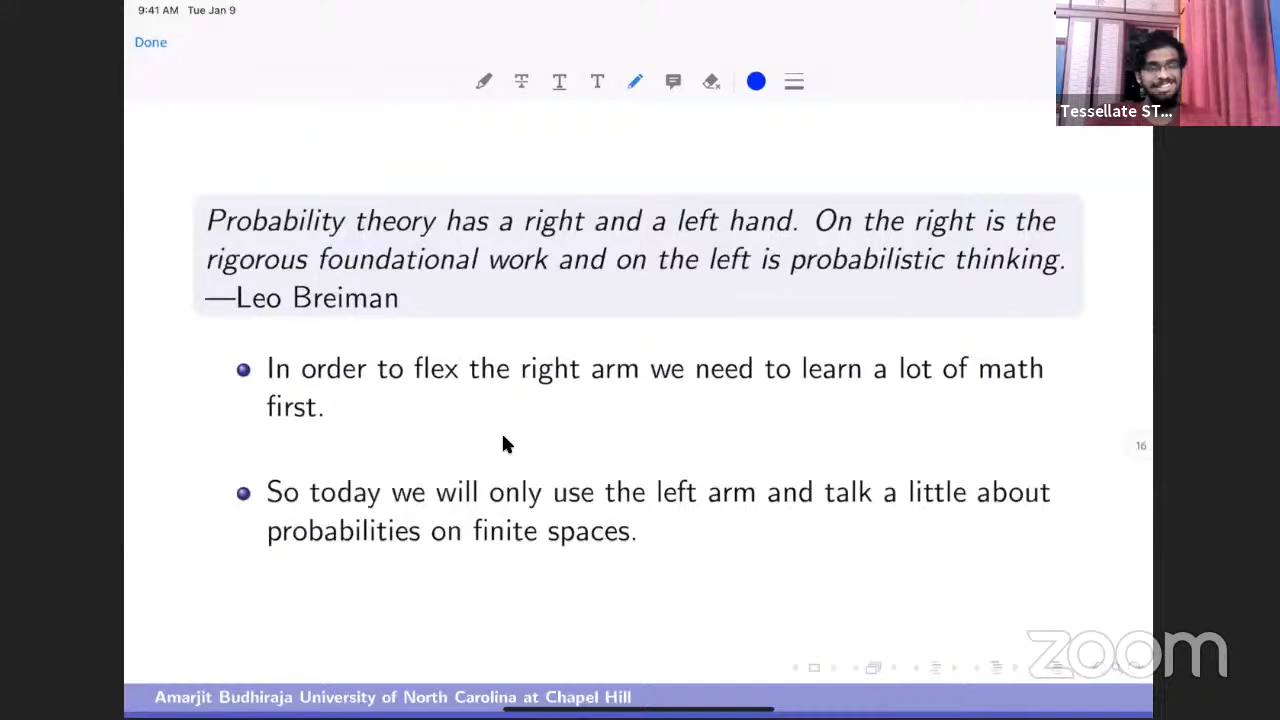 9:41 AM Tue Jan 9
Done
Tessellate ST...
Probability theory has a right and a left hand. On the right is the
rigorous foundational work and on the left is probabilistic thinking.
—Leo Breiman
In order to flex the right arm we need to learn a lot of math
first.
16
So today we will only use the left arm and talk a little about
probabilities on finite spaces.
zoom
Amarjit Budhiraja University of North Carolina at Chapel Hill